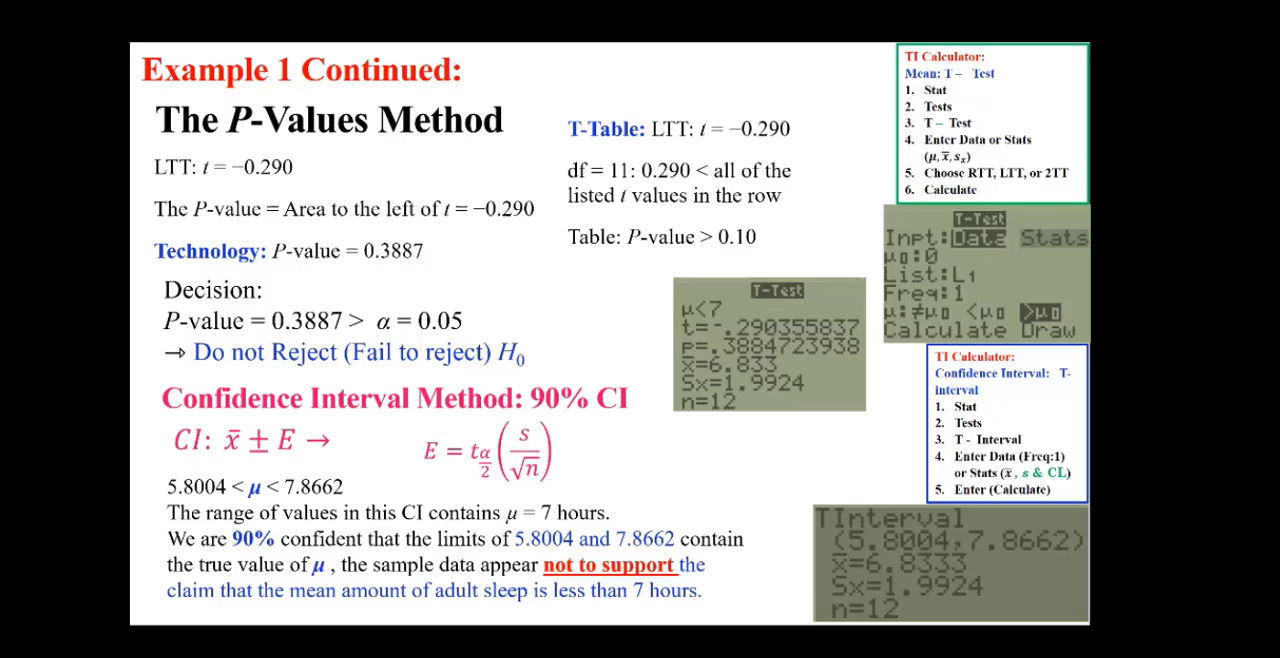 Example 1 Continued:
The P-Values Method
LTT: t = −0.290
The P-value = Area to the left of t = −0.290
Technology: P-value = 0.3887
Decision:
P-value = 0.3887 > α = 0.05
→ Do not Reject (Fail to reject) H₀
T-Table: LTT: t = −0.290
df = 11: 0.290 < all of the
listed t values in the row
Table: P-value > 0.10
T-Test
μ<7
t=-.290355837
p=.3884723938
x̄=6.833
Sx=1.9924
n=12
Confidence Interval Method: 90% CI
CI: x̄ ± E →
E = t_(α/2) (s/√n)
5.8004 < μ < 7.8662
The range of values in this CI contains μ = 7 hours.
We are 90% confident that the limits of 5.8004 and 7.8662 contain
the true value of μ , the sample data appear not to support the
claim that the mean amount of adult sleep is less than 7 hours.
TI Calculator:
Mean: T – Test
1. Stat
2. Tests
3. T – Test
4. Enter Data or Stats
(μ, x̄, sₓ)
5. Choose RTT, LTT, or 2TT
6. Calculate
T-Test
Inpt:Data Stats
μ₀:0
List:L₁
Freq:1
μ:≠μ₀ <μ₀ >μ₀
Calculate Draw
TI Calculator:
Confidence Interval: T-
interval
1. Stat
2. Tests
3. T - Interval
4. Enter Data (Freq:1)
or Stats (x̄ , s & CL)
5. Enter (Calculate)
TInterval
(5.8004,7.8662)
x̄=6.8333
Sx=1.9924
n=12